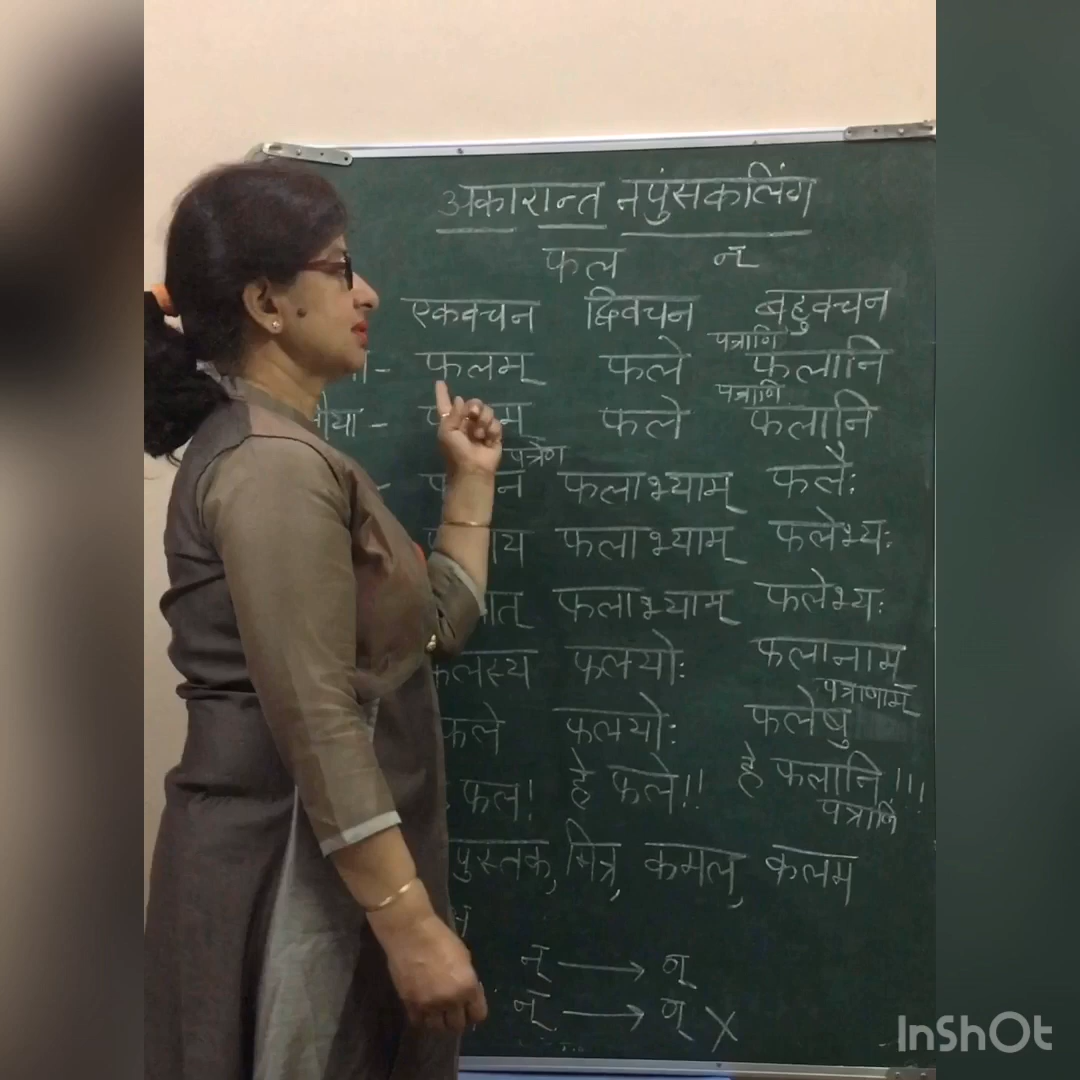 अकारान्त नपुंसकलिंग
फल न्
एकवचन द्विवचन बहुवचन
पत्राणि
फलम् फले फलानि
पत्राणि
फले फलानि
पत्रेण
फलाभ्याम् फलैः
फलाभ्याम् फलेभ्यः
फलाभ्याम् फलेभ्यः
फलस्य फलयोः फलानाम्
पत्राणाम्
फले फलयोः फलेषु
फल! हे फले!! हे फलानि!!!
पत्राणि
पुस्तक, मित्र, कमल, कलम
न् → न्
न् → X
InShOt